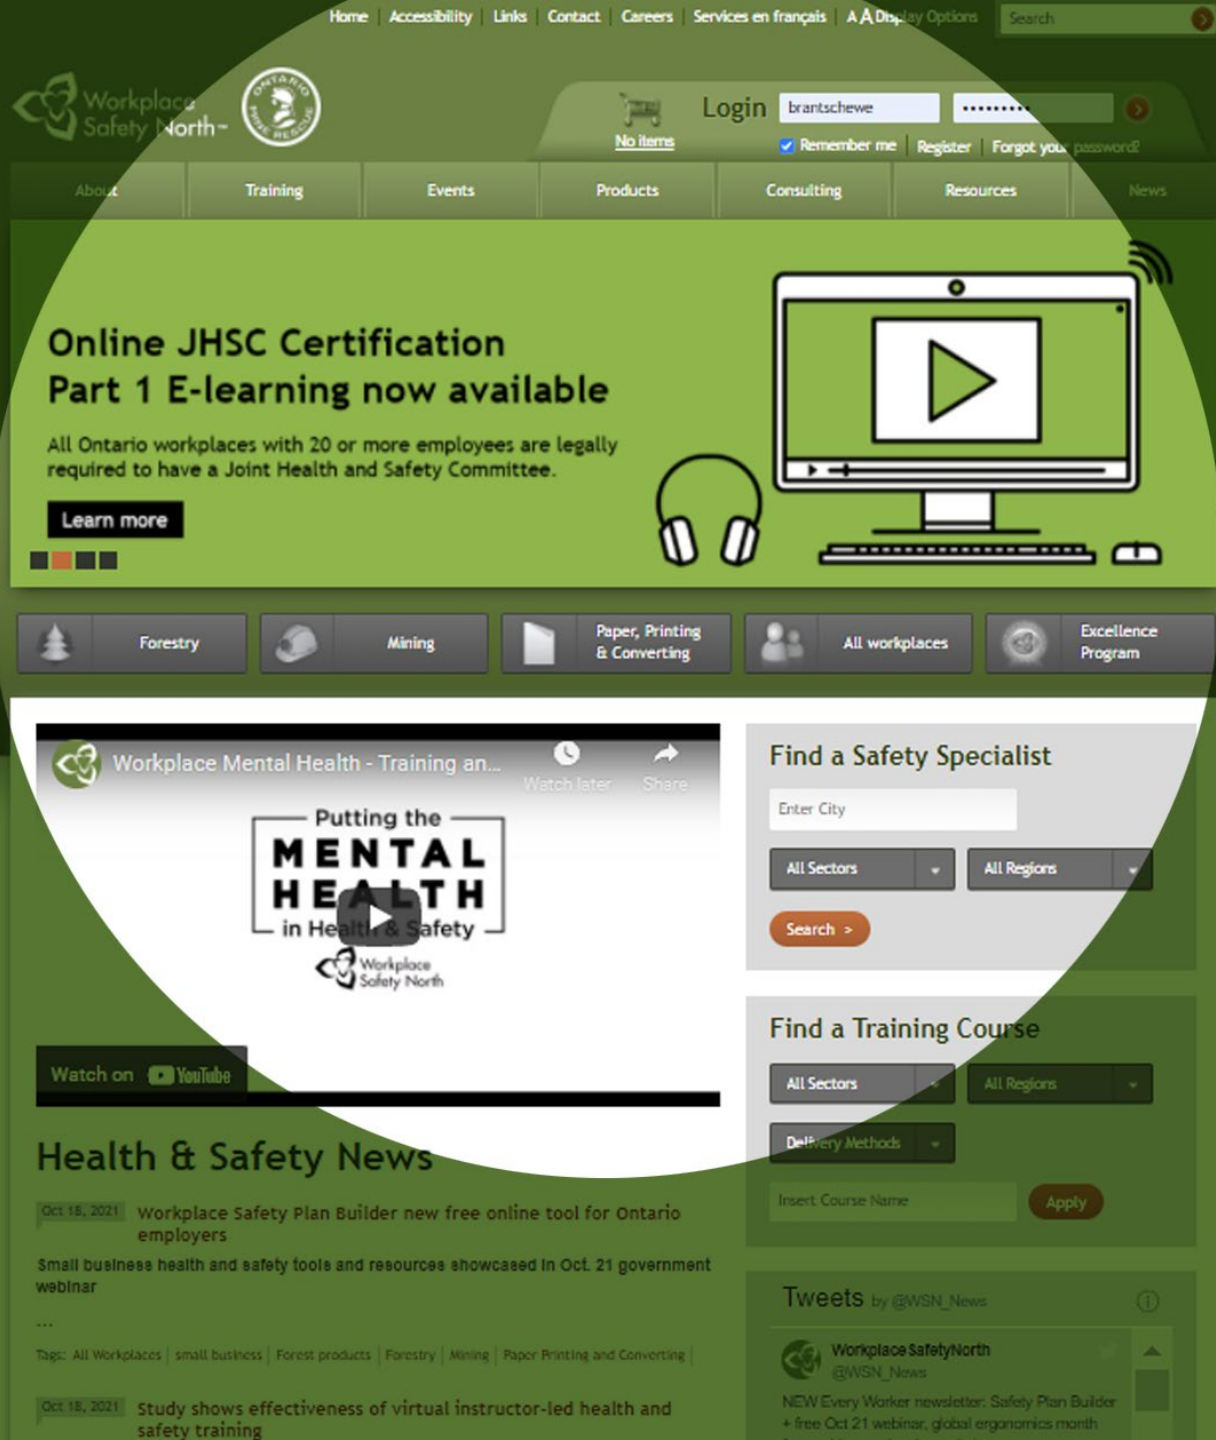 Home | Accessibility | Links | Contact | Careers | Services en français | A A Display Options
Search
Workplace
Safety North
ONTARIO
MINE RESCUE
No items
Login
brantschewe
•••••••••
Remember me | Register | Forgot your password?
About
Training
Events
Products
Consulting
Resources
News
Online JHSC Certification
Part 1 E-learning now available
All Ontario workplaces with 20 or more employees are legally
required to have a Joint Health and Safety Committee.
Learn more
Forestry
Mining
Paper, Printing
& Converting
All workplaces
Excellence
Program
Workplace Mental Health - Training an...
Watch later
Share
Putting the
MENTAL
HEALTH
in Health & Safety
Workplace
Safety North
Watch on YouTube
Find a Safety Specialist
Enter City
All Sectors
All Regions
Search >
Find a Training Course
All Sectors
All Regions
Delivery Methods
Insert Course Name
Apply
Health & Safety News
Oct 18, 2021
Workplace Safety Plan Builder new free online tool for Ontario
employers
Small business health and safety tools and resources showcased in Oct. 21 government
webinar
...
Tags: All Workplaces | small business | Forest products | Forestry | Mining | Paper Printing and Converting |
Oct 18, 2021
Study shows effectiveness of virtual instructor-led health and
safety training
Tweets by @WSN_News
WorkplaceSafetyNorth
@WSN_News
NEW Every Worker newsletter: Safety Plan Builder
+ free Oct 21 webinar, global ergonomics month